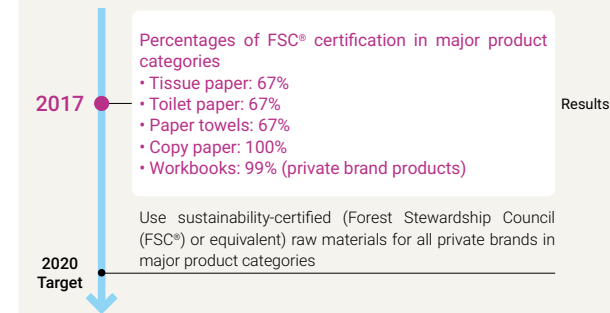 Percentages of FSC® certification in major product
categories
• Tissue paper: 67%
2017
• Toilet paper: 67%
Results
• Paper towels: 67%
• Copy paper: 100%
• Workbooks: 99% (private brand products)
Use sustainability-certified (Forest Stewardship Council
(FSC®) or equivalent) raw materials for all private brands in
major product categories
2020
Target